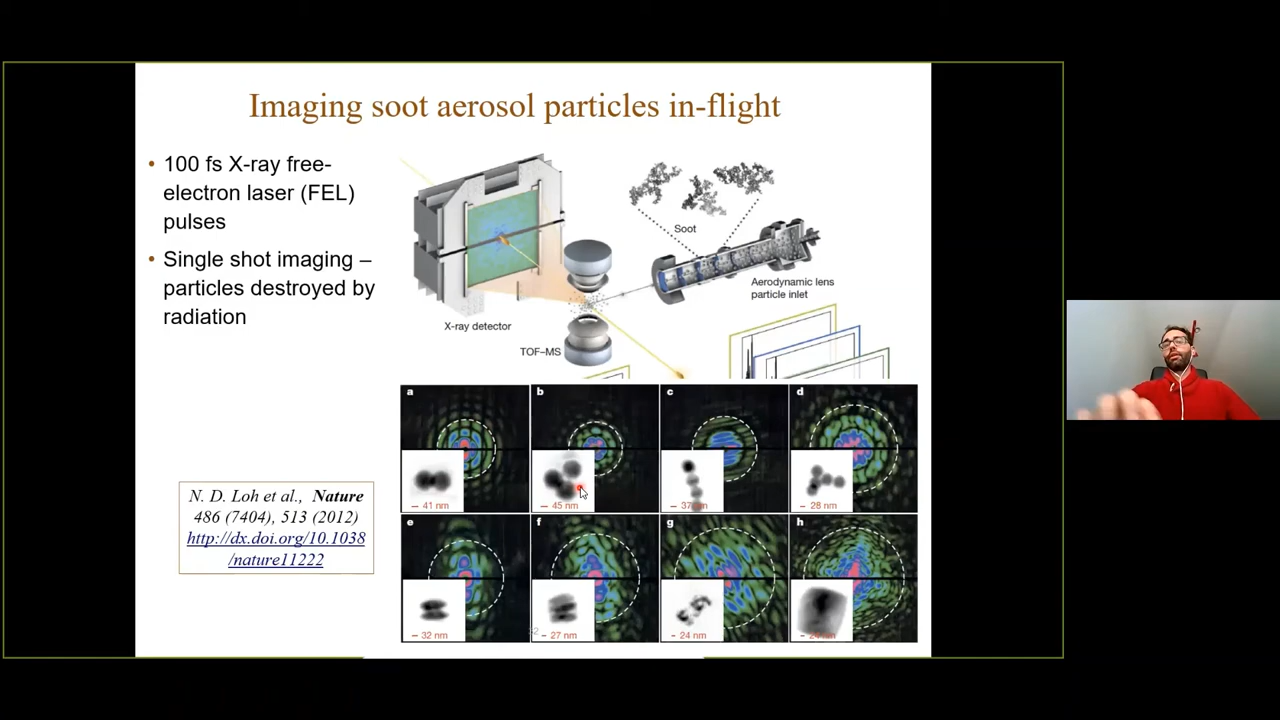 Imaging soot aerosol particles in-flight
• 100 fs X-ray free-
electron laser (FEL)
pulses
• Single shot imaging –
particles destroyed by
radiation
Soot
Aerodynamic lens
particle inlet
X-ray detector
TOF–MS
a
b
c
d
41 nm
45 nm
28 nm
e
f
g
h
32 nm
27 nm
24 nm
N. D. Loh et al., Nature
486 (7404), 513 (2012)
http://dx.doi.org/10.1038
/nature11222